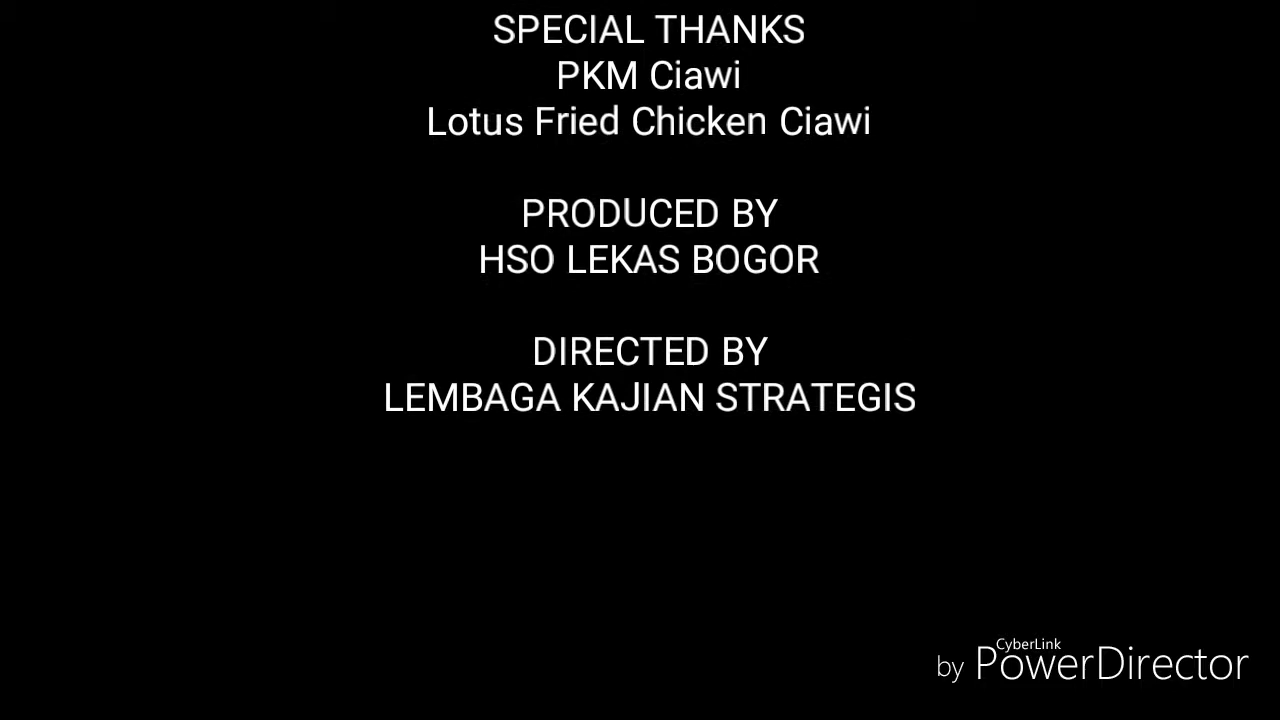 SPECIAL THANKS
PKM Ciawi
Lotus Fried Chicken Ciawi
PRODUCED BY
HSO LEKAS BOGOR
DIRECTED BY
LEMBAGA KAJIAN STRATEGIS
CyberLink
by PowerDirector